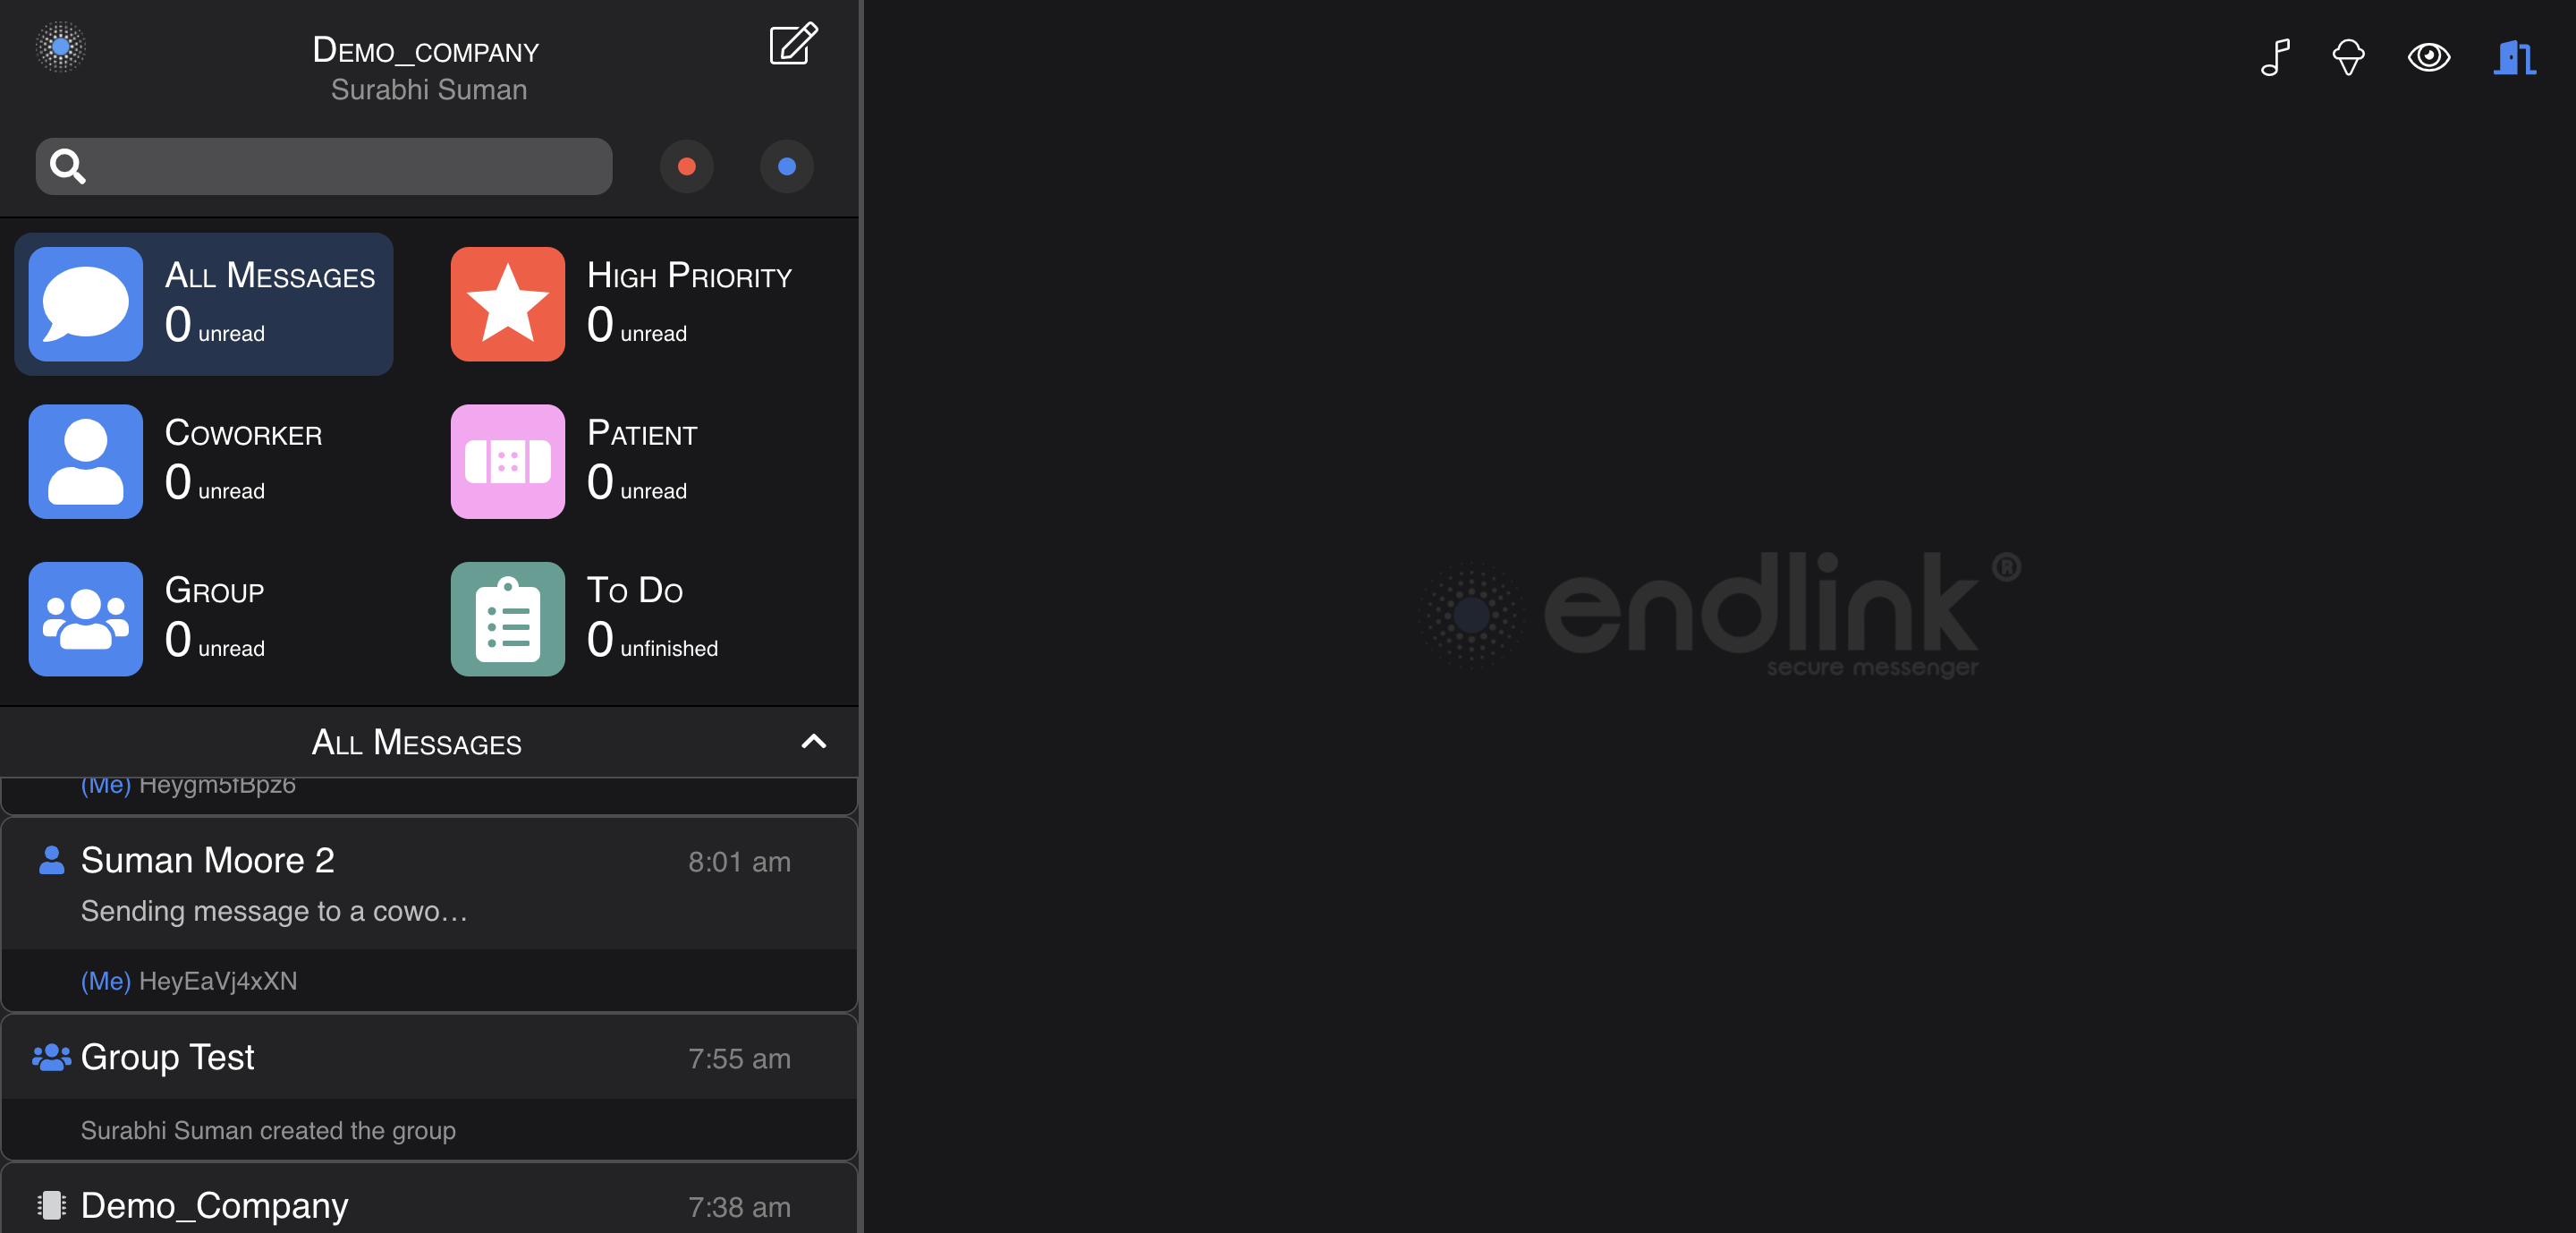 Demo_company
Surabhi Suman
All Messages
0 unread
High Priority
0 unread
Coworker
0 unread
Patient
0 unread
Group
0 unread
To Do
0 unfinished
All Messages
(Me) Heygm5fBpz6
Suman Moore 2 8:01 am
Sending message to a cowo…
(Me) HeyEaVj4xXN
Group Test 7:55 am
Surabhi Suman created the group
Demo_Company 7:38 am
endlink ®
secure messenger